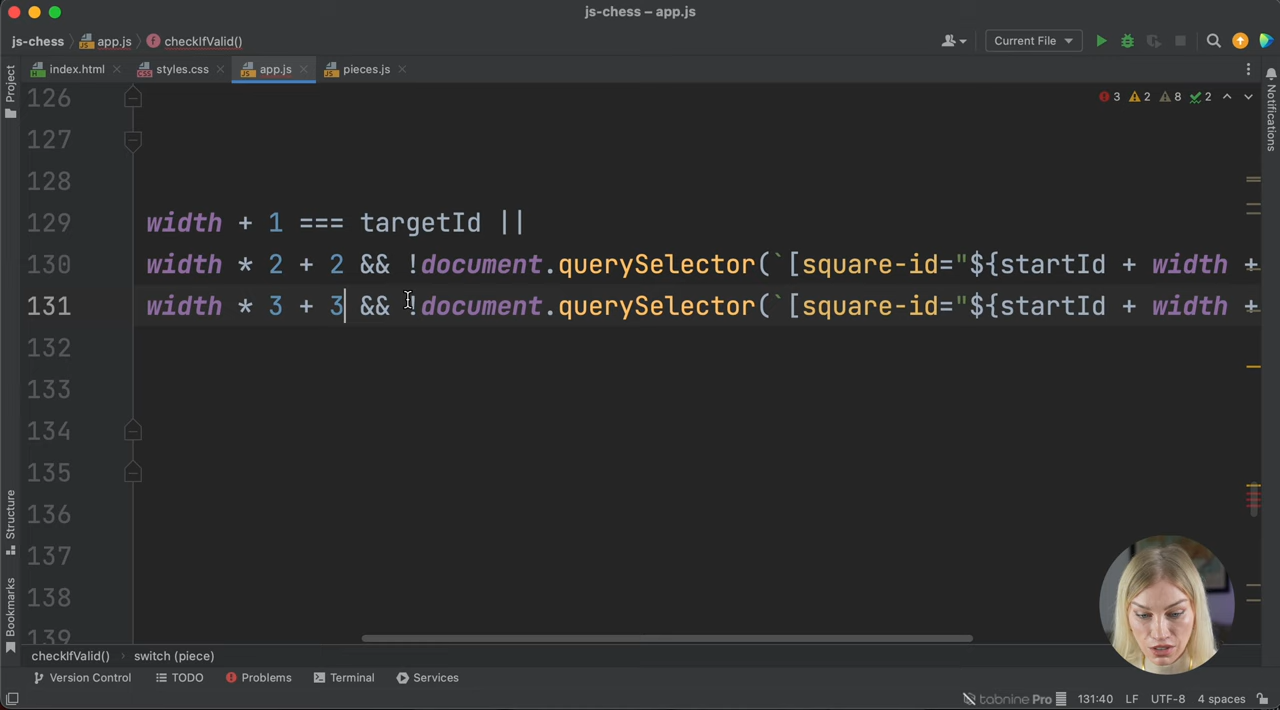 js-chess – app.js
js-chess
app.js
checkIfValid()
Current File
index.html
styles.css
app.js
pieces.js
Project
Notifications
3
2
8
2
126
127
128
129 width + 1 === targetId ||
130 width * 2 + 2 && !document.querySelector(`[square-id="${startId + width +
131 width * 3 + 3 && !document.querySelector(`[square-id="${startId + width +
132
133
134
135
136
137
138
139
Structure
Bookmarks
checkIfValid()
switch (piece)
Version Control
TODO
Problems
Terminal
Services
tabnine Pro
131:40
LF
UTF-8
4 spaces